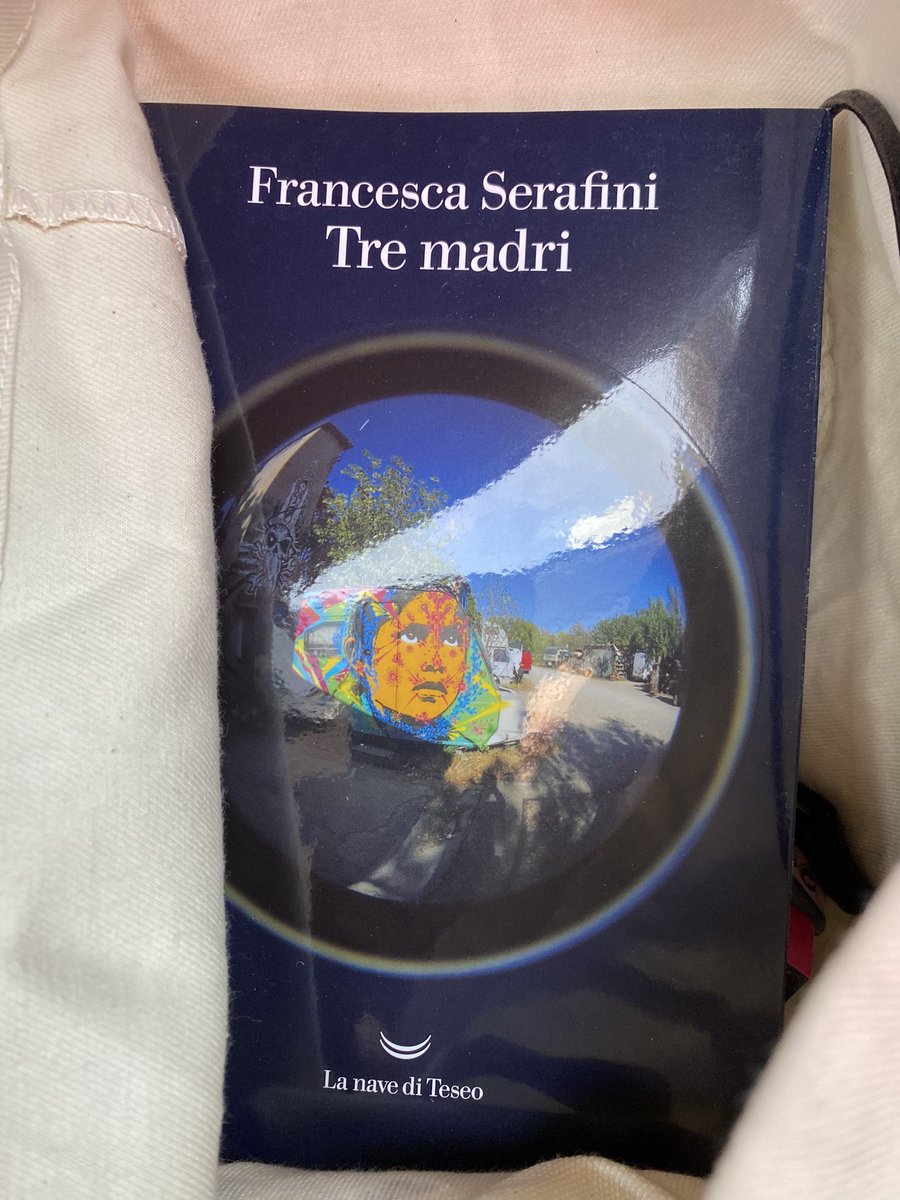 Francesca Serafini
Tre madri
La nave di Teseo